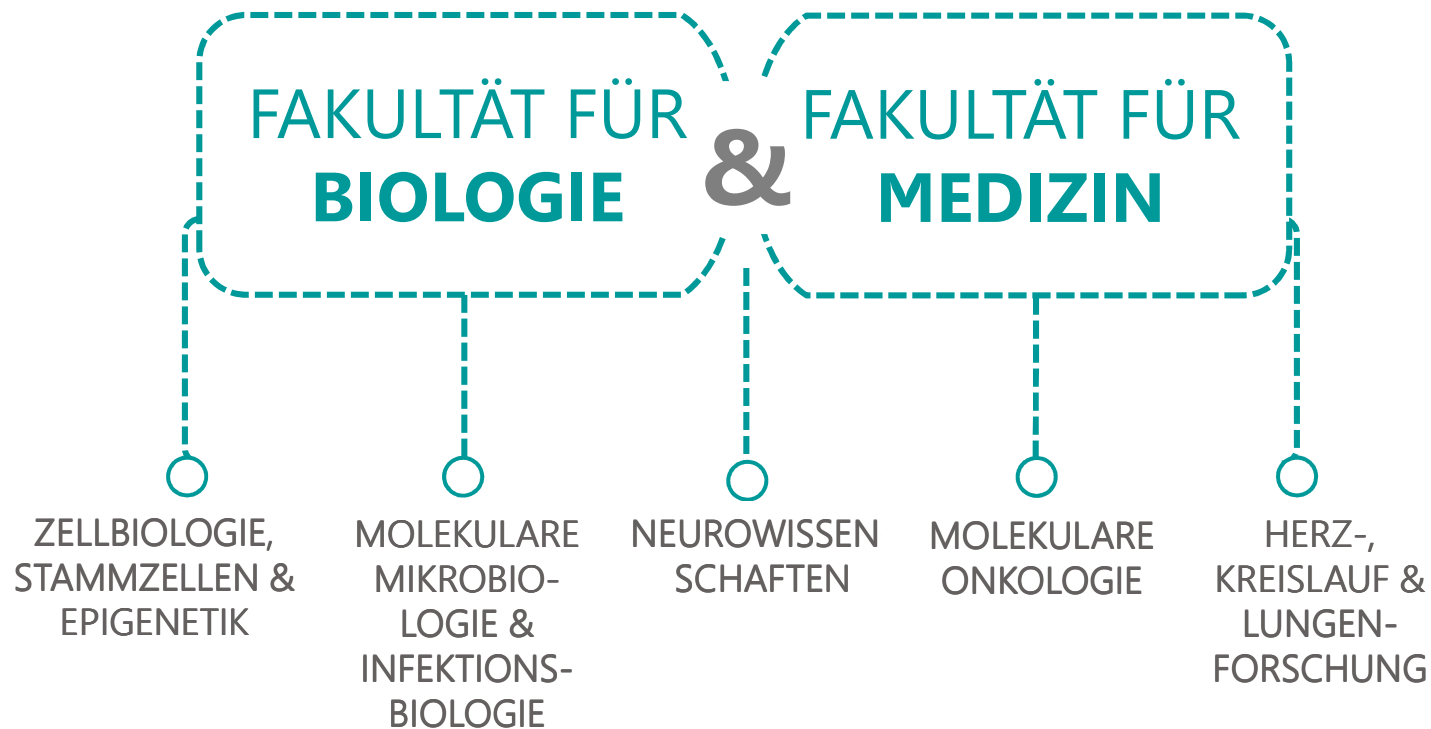 FAKULTÄT FÜR
BIOLOGIE
&
FAKULTÄT FÜR
MEDIZIN
ZELLBIOLOGIE,
STAMMZELLEN &
EPIGENETIK
MOLEKULARE
MIKROBIO-
LOGIE &
INFEKTIONS-
BIOLOGIE
NEUROWISSEN
SCHAFTEN
MOLEKULARE
ONKOLOGIE
HERZ-,
KREISLAUF &
LUNGEN-
FORSCHUNG